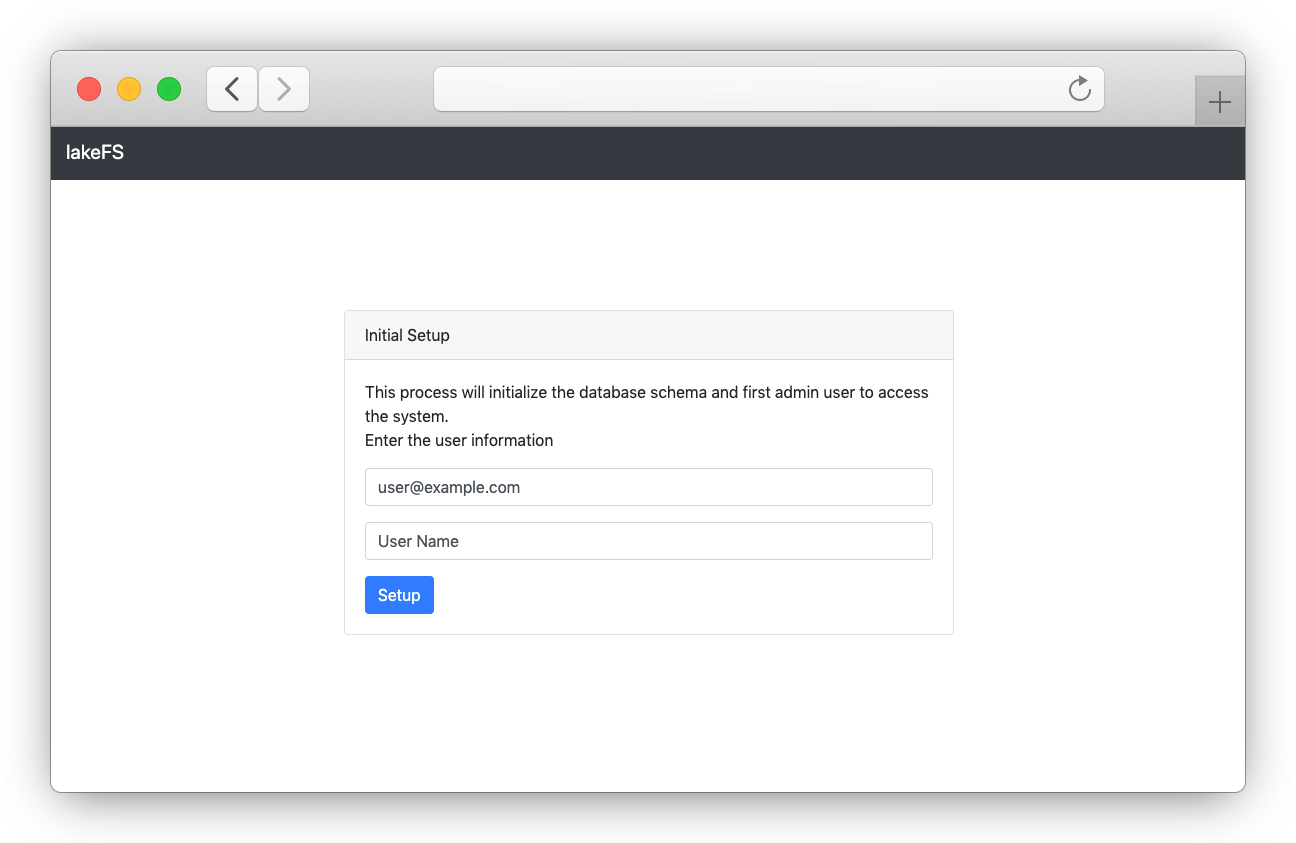 lakeFS
Initial Setup
This process will initialize the database schema and first admin user to access
the system.
Enter the user information
user@example.com
User Name
Setup